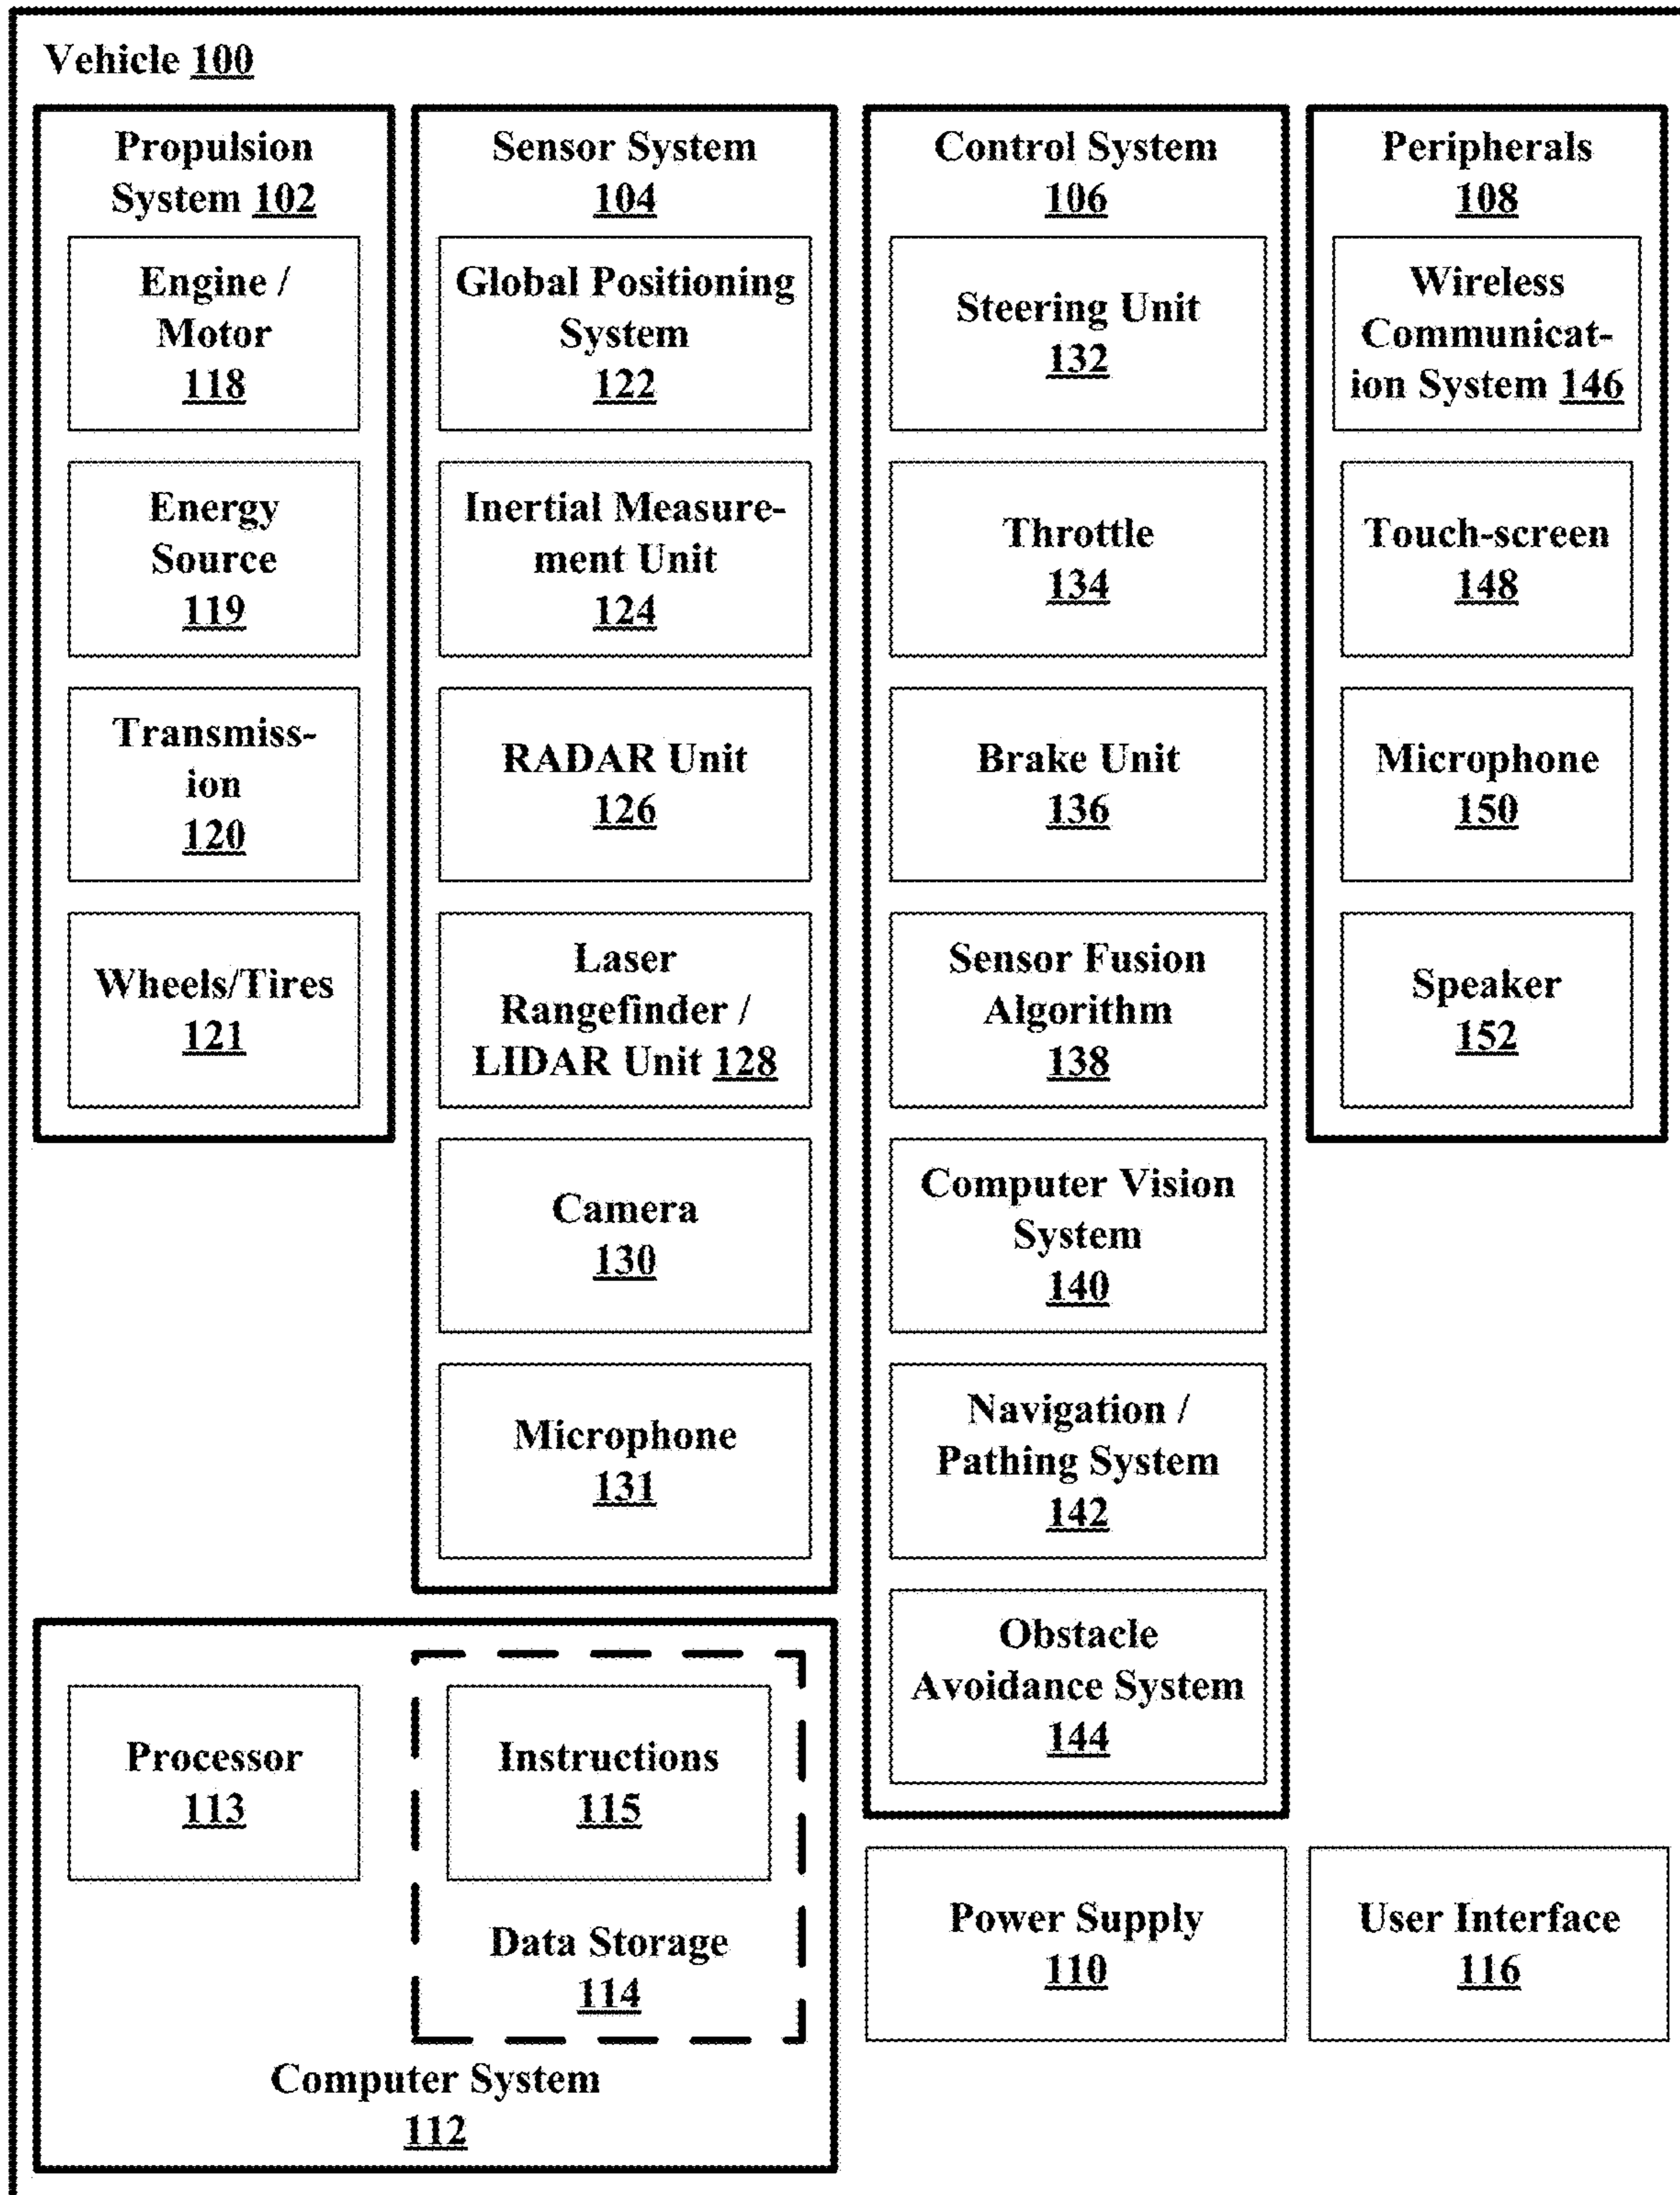 Vehicle 100
Propulsion
System 102
Engine /
Motor
118
Energy
Source
119
Transmiss-
ion
120
Wheels/Tires
121
Sensor System
104
Global Positioning
System
122
Inertial Measure-
ment Unit
124
RADAR Unit
126
Laser
Rangefinder /
LIDAR Unit 128
Camera
130
Microphone
131
Control System
106
Steering Unit
132
Throttle
134
Brake Unit
136
Sensor Fusion
Algorithm
138
Computer Vision
System
140
Navigation /
Pathing System
142
Obstacle
Avoidance System
144
Peripherals
108
Wireless
Communicat-
ion System 146
Touch-screen
148
Microphone
150
Speaker
152
Processor
113
Instructions
115
Data Storage
114
Computer System
112
Power Supply
110
User Interface
116